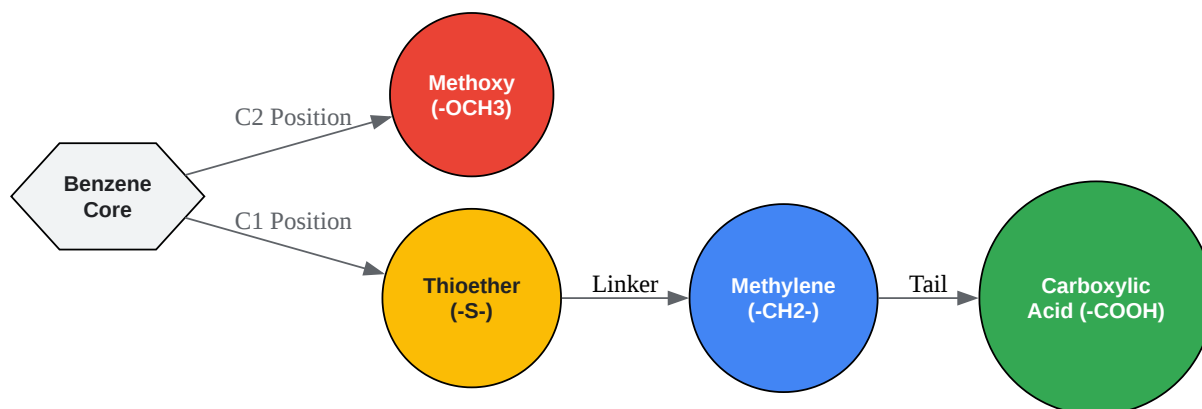 Methoxy
(-OCH3)
C2 Position
Benzene
Core
C1 Position
Thioether
(-S-)
Linker
Methylene
(-CH2-)
Tail
Carboxylic
Acid (-COOH)